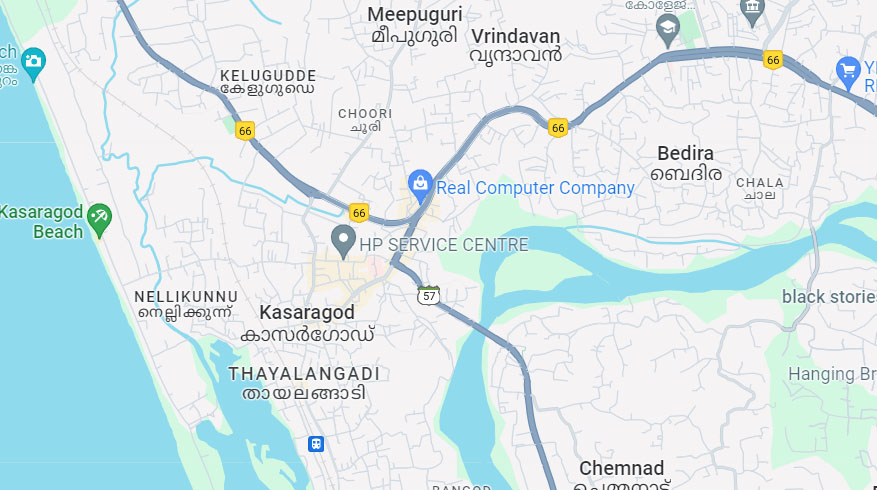 Meepuguri
മീപുഗുരി
Vrindavan
വൃന്ദാവൻ
കോളേജ്...
66
KELUGUDDE
കേളുഗുഡെ
CHOORI
ചൂരി
66
66
Bedira
ബെദിര
CHALA
ചാല
Real Computer Company
66
Kasaragod
Beach
HP SERVICE CENTRE
57
NELLIKUNNU
നെല്ലിക്കുന്ന്
Kasaragod
കാസർഗോഡ്
black stories
THAYALANGADI
തായലങ്ങാടി
Hanging Br
Chemnad
ചെമ്മനാട്